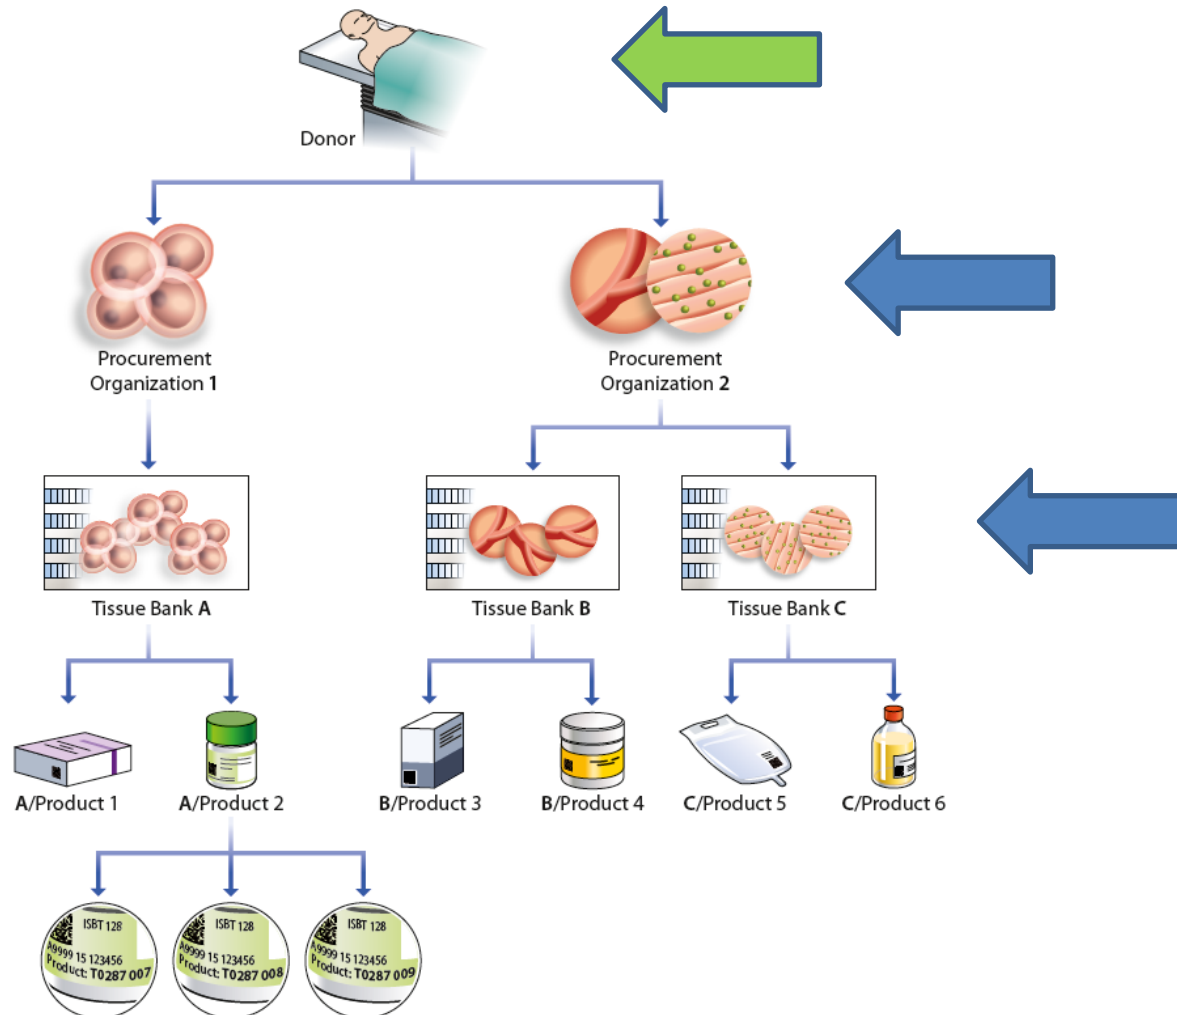 Donor
Procurement
Organization 1
Procurement
Organization 2
Tissue Bank A
Tissue Bank B
Tissue Bank C
A/Product 1
A/Product 2
B/Product 3
B/Product 4
C/Product 5
C/Product 6
ISBT 128
A9999 15 123456
Product: T0287 007
ISBT 128
A9999 15 123456
Product: T0287 008
ISBT 128
A9999 15 123456
Product: T0287 009